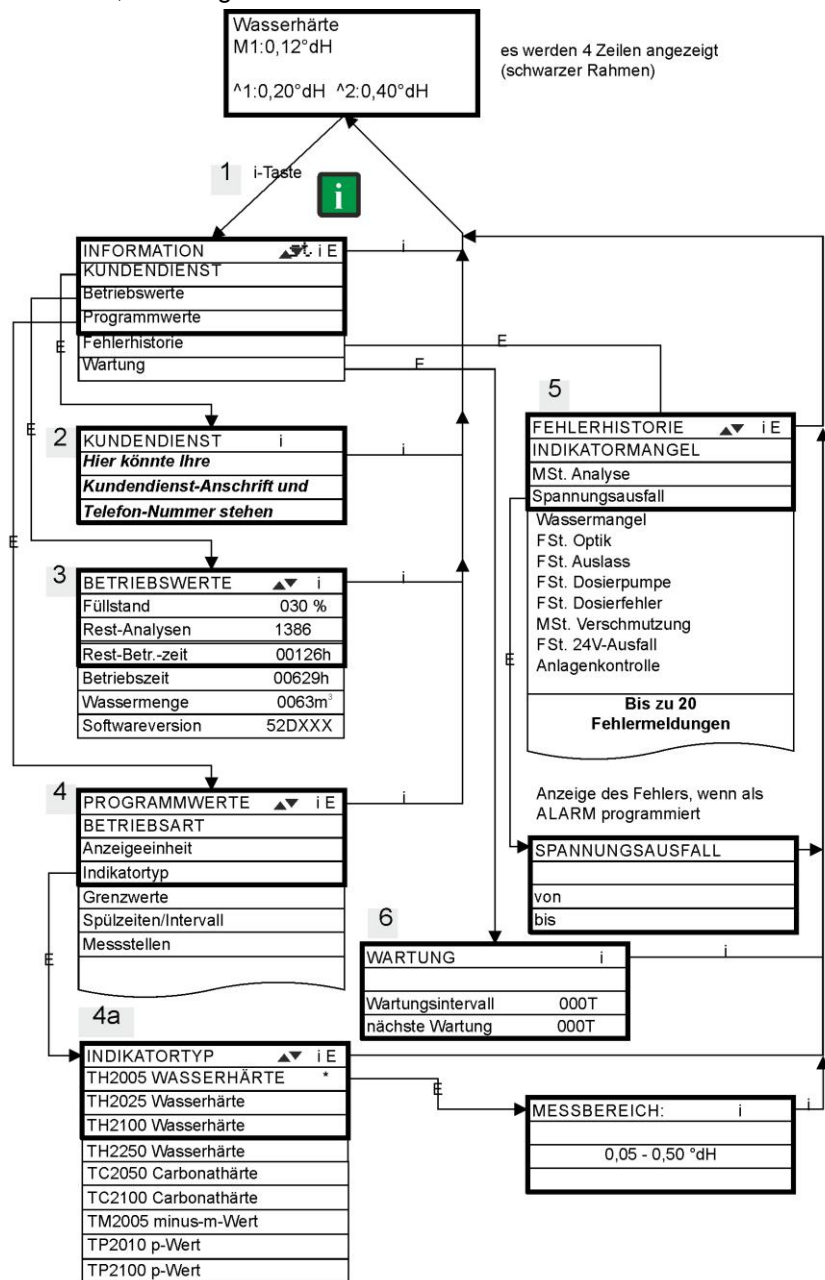 Wasserhärte
M1:0,12°dH
^1:0,20°dH ^2:0,40°dH
es werden 4 Zeilen angezeigt
(schwarzer Rahmen)
1 i-Taste
i
INFORMATION i E
KUNDENDIENST
Betriebswerte
Programmwerte
Fehlerhistorie
Wartung
i
E
E
E
E
E
2
KUNDENDIENST i
Hier könnte Ihre
Kundendienst-Anschrift und
Telefon-Nummer stehen
i
3
BETRIEBSWERTE ▲▼ i
Füllstand 030 %
Rest-Analysen 1386
Rest-Betr.-zeit 00126h
Betriebszeit 00629h
Wassermenge 0063m³
Softwareversion 52DXXX
i
4
PROGRAMMWERTE ▲▼ i E
BETRIEBSART
Anzeigeeinheit
Indikatortyp
Grenzwerte
Spülzeiten/Intervall
Messstellen
i
E
4a
INDIKATORTYP ▲▼ i E
TH2005 WASSERHÄRTE *
TH2025 Wasserhärte
TH2100 Wasserhärte
TH2250 Wasserhärte
TC2050 Carbonathärte
TC2100 Carbonathärte
TM2005 minus-m-Wert
TP2010 p-Wert
TP2100 p-Wert
E
5
FEHLERHISTORIE ▲▼ i E
INDIKATORMANGEL
MSt. Analyse
Spannungsausfall
Wassermangel
FSt. Optik
FSt. Auslass
FSt. Dosierpumpe
FSt. Dosierfehler
MSt. Verschmutzung
FSt. 24V-Ausfall
Anlagenkontrolle
Bis zu 20
Fehlermeldungen
E
Anzeige des Fehlers, wenn als
ALARM programmiert
SPANNUNGSAUSFALL
von
bis
6
WARTUNG i
Wartungsintervall 000T
nächste Wartung 000T
i
MESSBEREICH: i
0,05 - 0,50 °dH
i